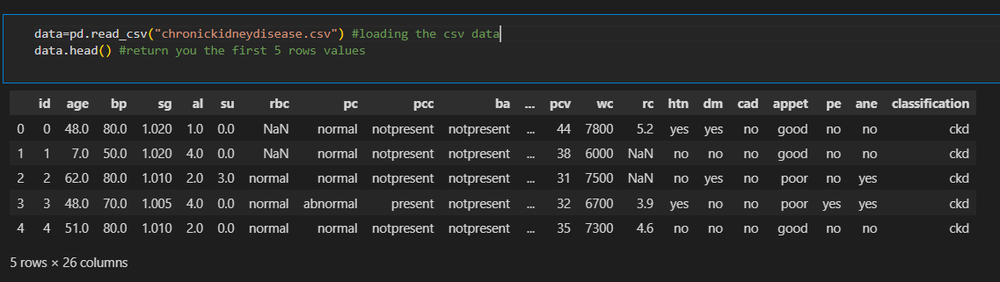 data=pd.read_csv("chronickidneydisease.csv") #loading the csv data
data.head() #return you the first 5 rows values
id age bp sg al su rbc pc pcc ba ... pcv wc rc htn dm cad appet pe ane classification
0 0 48.0 80.0 1.020 1.0 0.0 NaN normal notpresent notpresent ... 44 7800 5.2 yes yes no good no no ckd
1 1 7.0 50.0 1.020 4.0 0.0 NaN normal notpresent notpresent ... 38 6000 NaN no no no good no no ckd
2 2 62.0 80.0 1.010 2.0 3.0 normal normal notpresent notpresent ... 31 7500 NaN no yes no poor no yes ckd
3 3 48.0 70.0 1.005 4.0 0.0 normal abnormal present notpresent ... 32 6700 3.9 yes no no poor yes yes ckd
4 4 51.0 80.0 1.010 2.0 0.0 normal normal notpresent notpresent ... 35 7300 4.6 no no no good no no ckd
5 rows × 26 columns